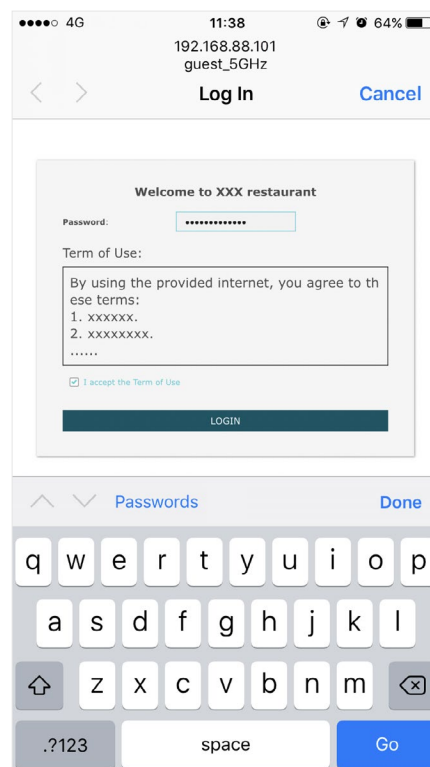 4G 11:38 64%
192.168.88.101
guest_5GHz
Log In Cancel
Welcome to XXX restaurant
Password: •••••••••••••
Term of Use:
By using the provided internet, you agree to th
ese terms:
1. xxxxxx.
2. xxxxxxxx.
......
I accept the Term of Use
LOGIN
Passwords Done
q w e r t y u i o p
a s d f g h j k l
z x c v b n m
.?123 space Go